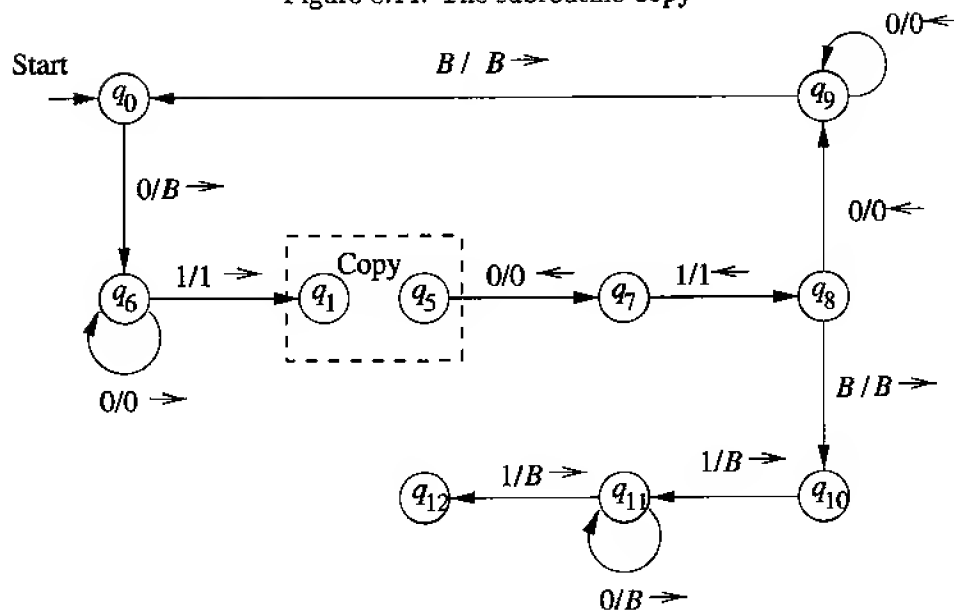 Figure 8.14: The subroutine Copy
0/0 ←
Start
B / B →
q0
q9
0/B →
0/0 ←
Copy
1/1 →
0/0 ←
1/1 ←
q6
q1
q5
q7
q8
0/0 →
B / B →
1/B →
1/B →
q12
q11
q10
0/B →